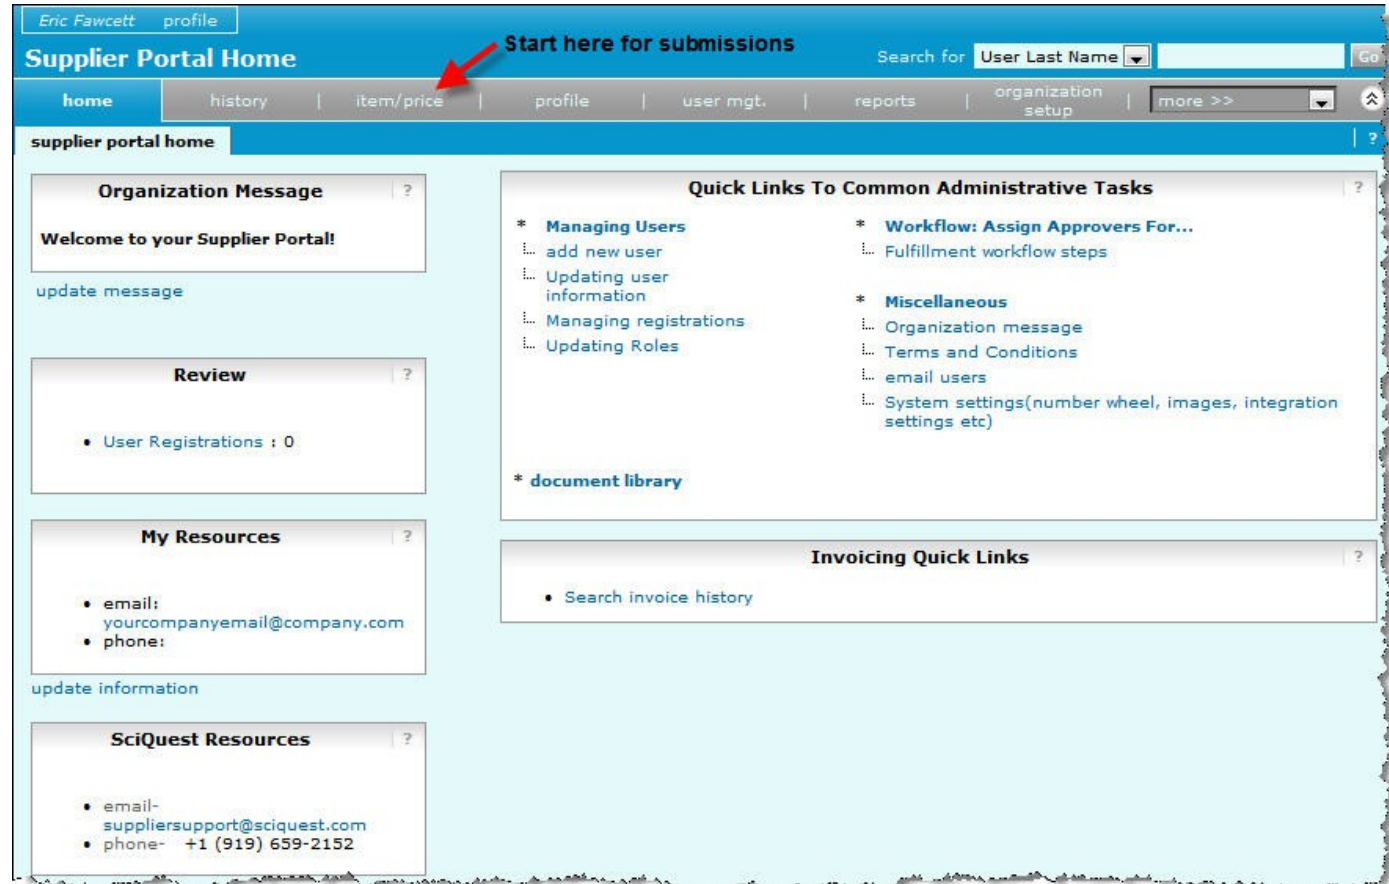 Eric Fawcett profile
Start here for submissions
Supplier Portal Home
Search for User Last Name Go
home history | item/price | profile | user mgt. | reports | organization setup | more >>
supplier portal home | ?
Organization Message ?
Welcome to your Supplier Portal!
update message
Review ?
• User Registrations : 0
My Resources ?
• email:
yourcompanyemail@company.com
• phone:
update information
SciQuest Resources ?
• email-
suppliersupport@sciquest.com
• phone- +1 (919) 659-2152
Quick Links To Common Administrative Tasks ?
* Managing Users
add new user
Updating user
information
Managing registrations
Updating Roles
* Workflow: Assign Approvers For...
Fulfillment workflow steps
* Miscellaneous
Organization message
Terms and Conditions
email users
System settings(number wheel, images, integration
settings etc)
* document library
Invoicing Quick Links ?
• Search invoice history